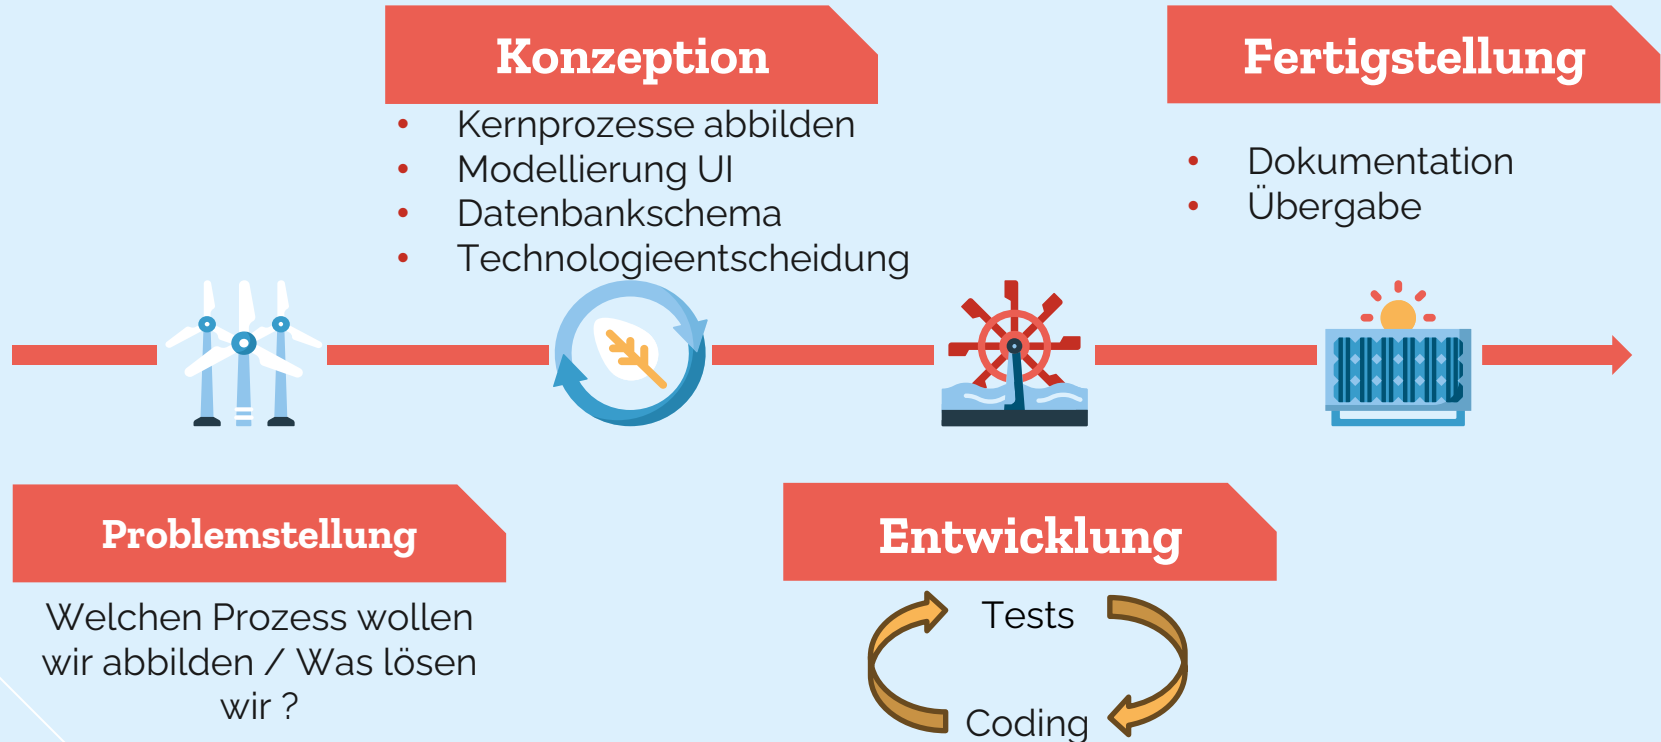 Konzeption
• Kernprozesse abbilden
• Modellierung UI
• Datenbankschema
• Technologieentscheidung
Fertigstellung
• Dokumentation
• Übergabe
Problemstellung
Welchen Prozess wollen
wir abbilden / Was lösen
wir ?
Entwicklung
Tests
Coding